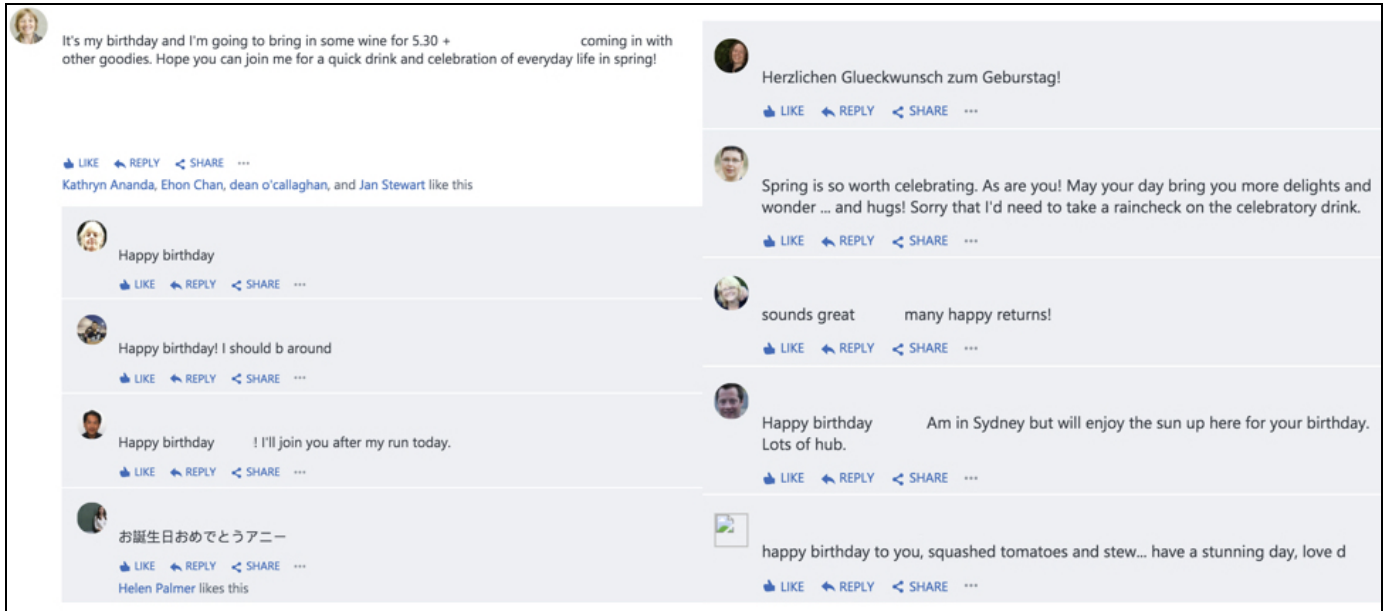 It's my birthday and I'm going to bring in some wine for 5.30 + coming in with
other goodies. Hope you can join me for a quick drink and celebration of everyday life in spring!
LIKE REPLY SHARE ...
Kathryn Ananda, Ehon Chan, dean o'callaghan, and Jan Stewart like this
Happy birthday
LIKE REPLY SHARE ...
Happy birthday! I should b around
LIKE REPLY SHARE ...
Happy birthday ! I'll join you after my run today.
LIKE REPLY SHARE ...
お誕生日おめでとうアニー
LIKE REPLY SHARE ...
Helen Palmer likes this
Herzlichen Glueckwunsch zum Geburstag!
LIKE REPLY SHARE ...
Spring is so worth celebrating. As are you! May your day bring you more delights and
wonder ... and hugs! Sorry that I'd need to take a raincheck on the celebratory drink.
LIKE REPLY SHARE ...
sounds great many happy returns!
LIKE REPLY SHARE ...
Happy birthday Am in Sydney but will enjoy the sun up here for your birthday.
Lots of hub.
LIKE REPLY SHARE ...
happy birthday to you, squashed tomatoes and stew... have a stunning day, love d
LIKE REPLY SHARE ...